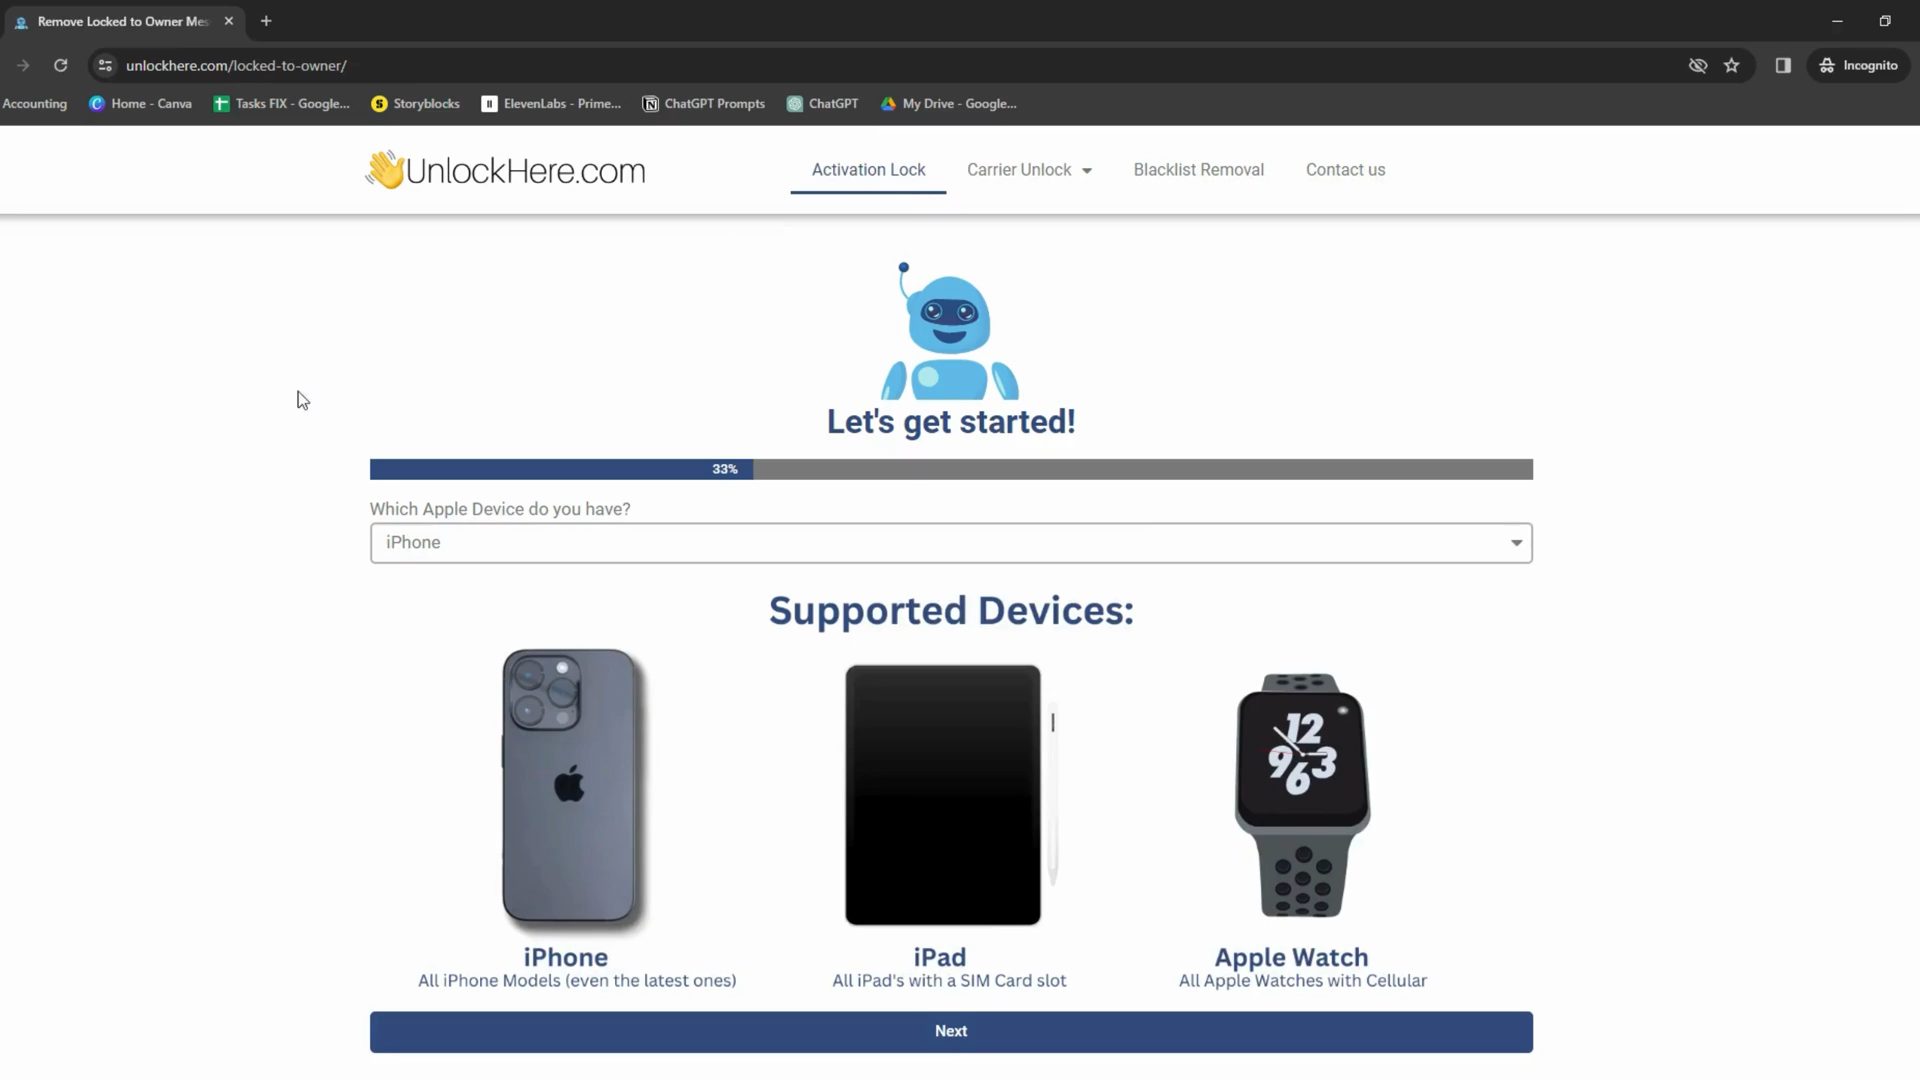 Remove Locked to Owner Mes
unlockhere.com/locked-to-owner/
Incognito
Accounting
Home - Canva
Tasks FIX - Google...
Storyblocks
ElevenLabs - Prime...
ChatGPT Prompts
ChatGPT
My Drive - Google...
UnlockHere.com
Activation Lock
Carrier Unlock
Blacklist Removal
Contact us
Let's get started!
33%
Which Apple Device do you have?
iPhone
Supported Devices:
12
9 3
6
iPhone
iPad
Apple Watch
All iPhone Models (even the latest ones)
All iPad's with a SIM Card slot
All Apple Watches with Cellular
Next